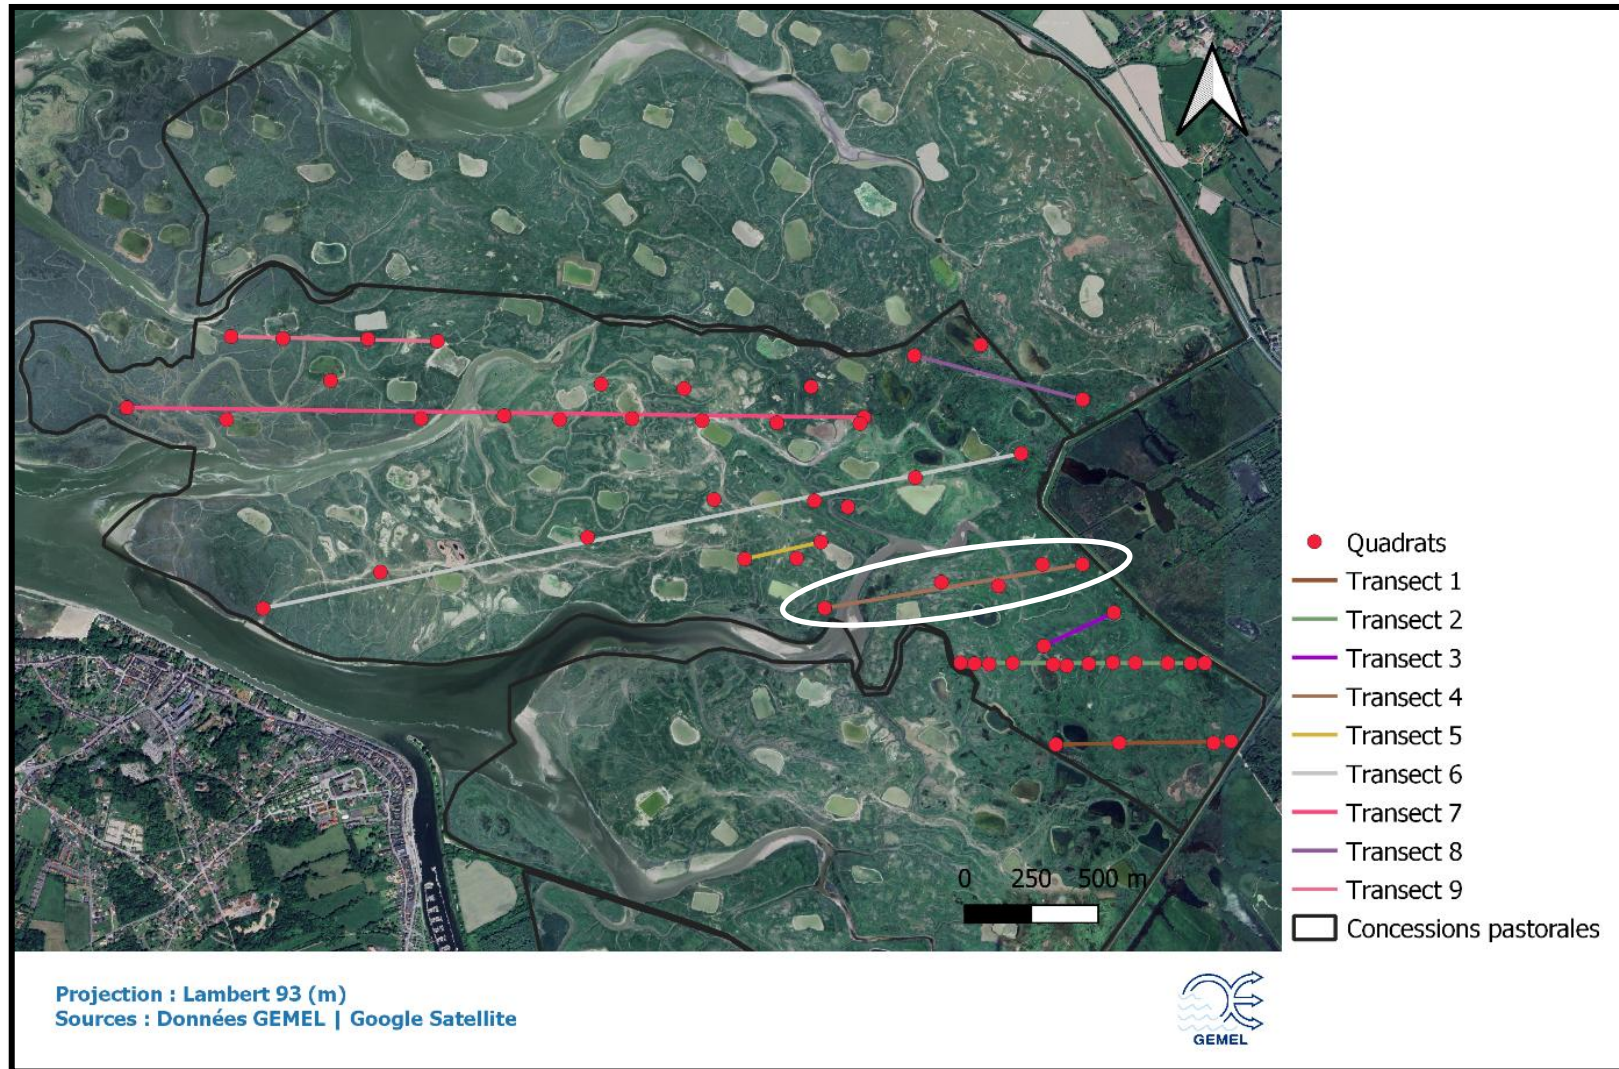 Quadrats
Transect 1
Transect 2
Transect 3
Transect 4
Transect 5
Transect 6
Transect 7
Transect 8
Transect 9
Concessions pastorales
0 250 500 m
Projection : Lambert 93 (m)
Sources : Données GEMEL | Google Satellite
GEMEL